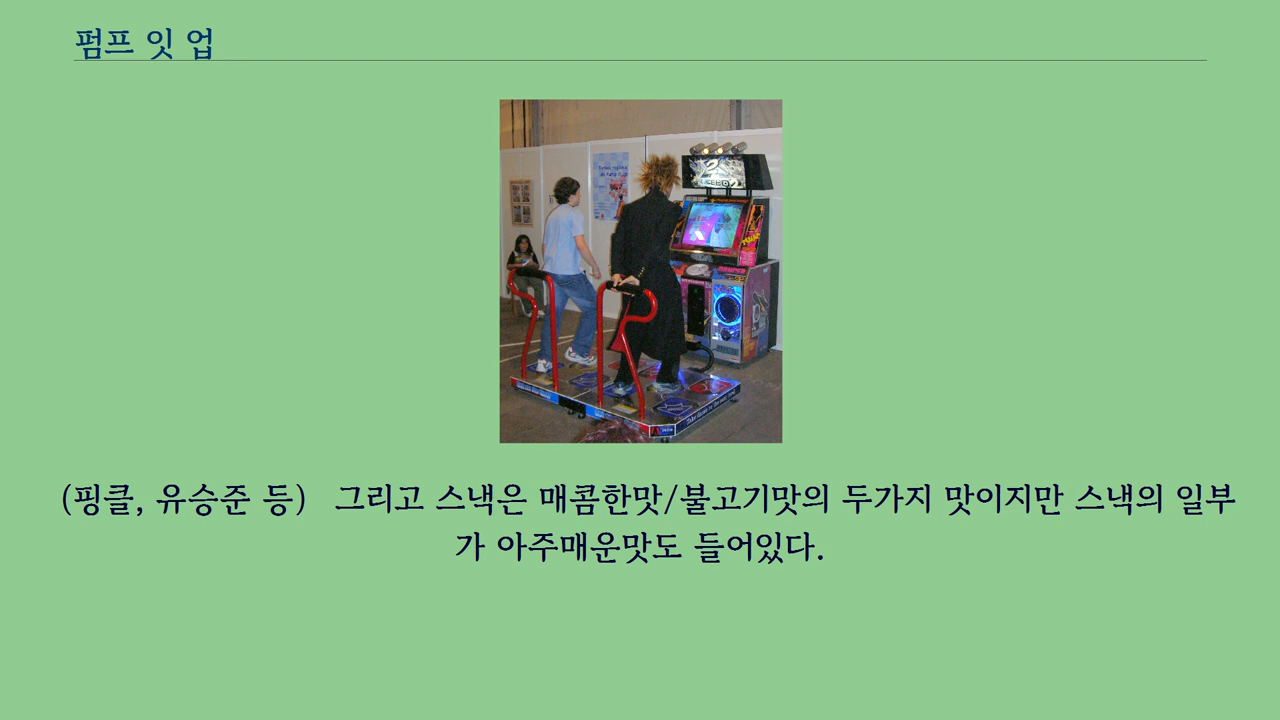 펌프 잇 업
(핑클, 유승준 등) 그리고 스낵은 매콤한맛/불고기맛의 두가지 맛이지만 스낵의 일부
가 아주매운맛도 들어있다.